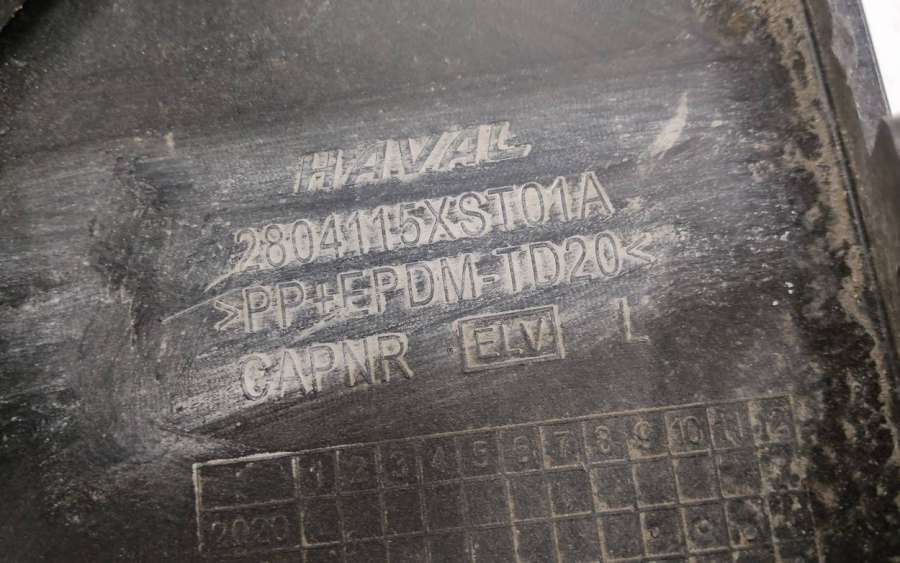 HAVAL
2804115XST01A
>PP+EPDM-TD20<
CAPNR ELV L
1 2 3 4 5 6 7 8 9 10 11 12
2020